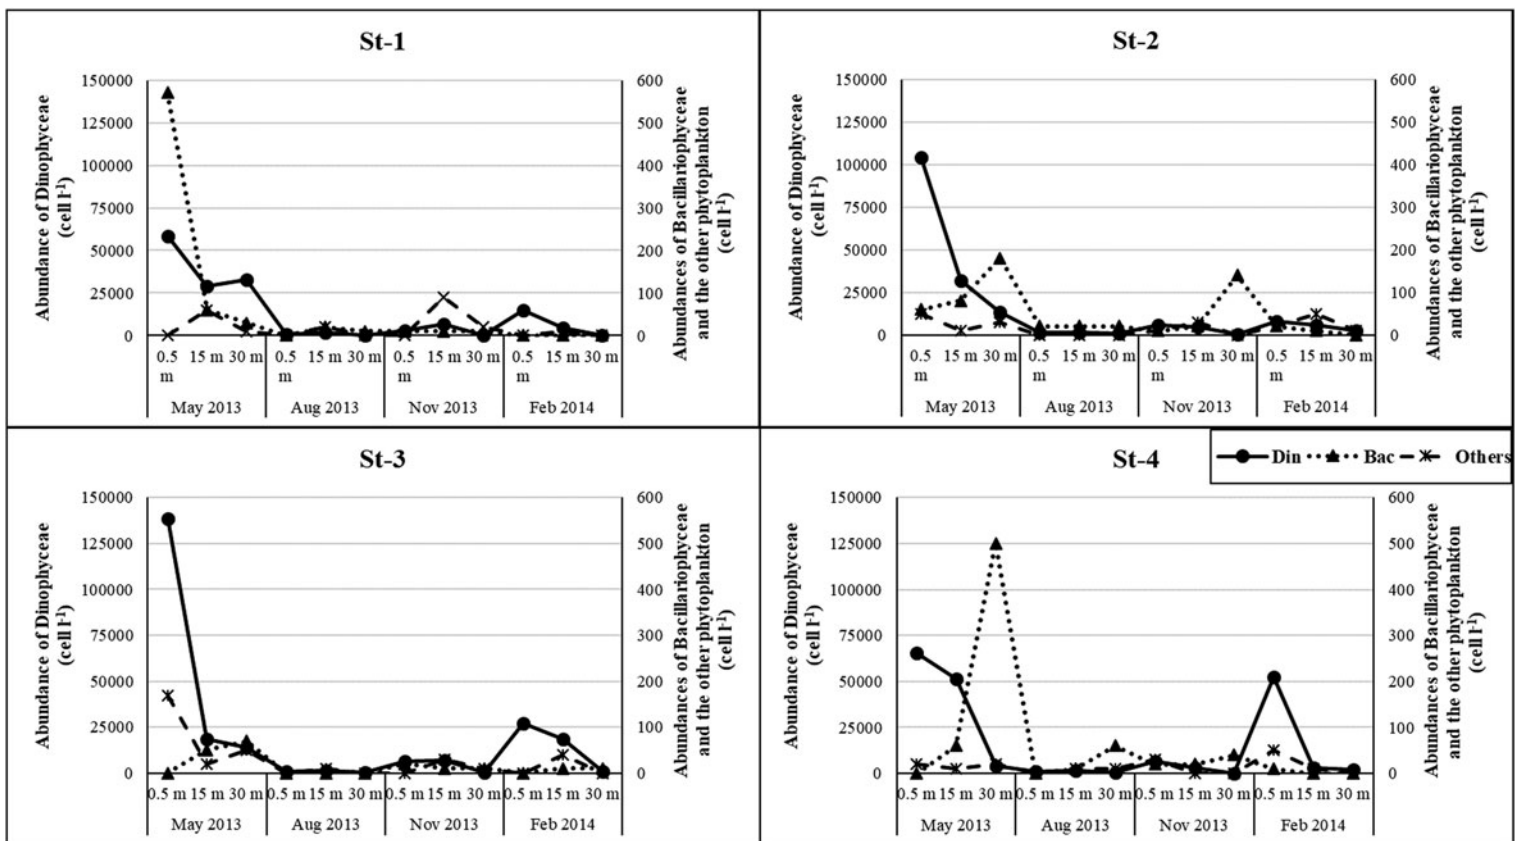 St-1
Abundance of Dinophyceae
(cell l-1)
150000
125000
100000
75000
50000
25000
0
600
500
400
300
200
100
0
Abundances of Bacillariophyceae
and the other phytoplankton
(cell l-1)
0.5 m 15 m 30 m 0.5 m 15 m 30 m 0.5 m 15 m 30 m 0.5 m 15 m 30 m
May 2013 Aug 2013 Nov 2013 Feb 2014
St-2
Abundance of Dinophyceae
(cell l-1)
150000
125000
100000
75000
50000
25000
0
600
500
400
300
200
100
0
Abundances of Bacillariophyceae
and the other phytoplankton
(cell l-1)
0.5 m 15 m 30 m 0.5 m 15 m 30 m 0.5 m 15 m 30 m 0.5 m 15 m 30 m
May 2013 Aug 2013 Nov 2013 Feb 2014
St-3
Abundance of Dinophyceae
(cell l-1)
150000
125000
100000
75000
50000
25000
0
600
500
400
300
200
100
0
Abundances of Bacillariophyceae
and the other phytoplankton
(cell l-1)
0.5 m 15 m 30 m 0.5 m 15 m 30 m 0.5 m 15 m 30 m 0.5 m 15 m 30 m
May 2013 Aug 2013 Nov 2013 Feb 2014
St-4
Din Bac Others
Abundance of Dinophyceae
(cell l-1)
150000
125000
100000
75000
50000
25000
0
600
500
400
300
200
100
0
Abundances of Bacillariophyceae
and the other phytoplankton
(cell l-1)
0.5 m 15 m 30 m 0.5 m 15 m 30 m 0.5 m 15 m 30 m 0.5 m 15 m 30 m
May 2013 Aug 2013 Nov 2013 Feb 2014